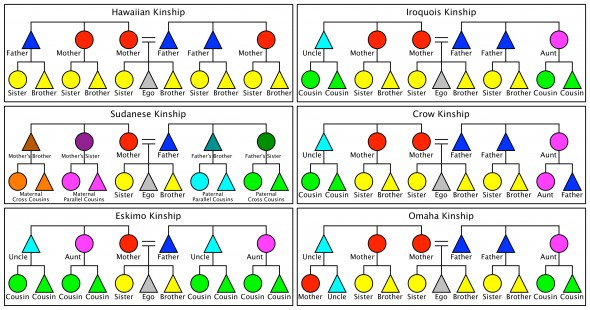 Hawaiian Kinship
Father Mother Mother Father Father Mother
Sister Brother Sister Brother Sister Ego Brother Sister Brother Sister Brother
Iroquois Kinship
Uncle Mother Mother Father Father Aunt
Cousin Cousin Sister Brother Sister Ego Brother Sister Brother Cousin Cousin
Sudanese Kinship
Mother's Brother Mother's Sister Mother Father Father's Brother Father's Sister
Maternal Cross Cousins Maternal Parallel Cousins Sister Ego Brother Paternal Parallel Cousins Paternal Cross Cousins
Crow Kinship
Uncle Mother Mother Father Father Aunt
Cousin Cousin Sister Brother Sister Ego Brother Sister Brother Aunt Father
Eskimo Kinship
Uncle Aunt Mother Father Uncle Aunt
Cousin Cousin Cousin Cousin Sister Ego Brother Cousin Cousin Cousin Cousin
Omaha Kinship
Uncle Mother Mother Father Father Aunt
Mother Uncle Sister Brother Sister Ego Brother Sister Brother Cousin Cousin